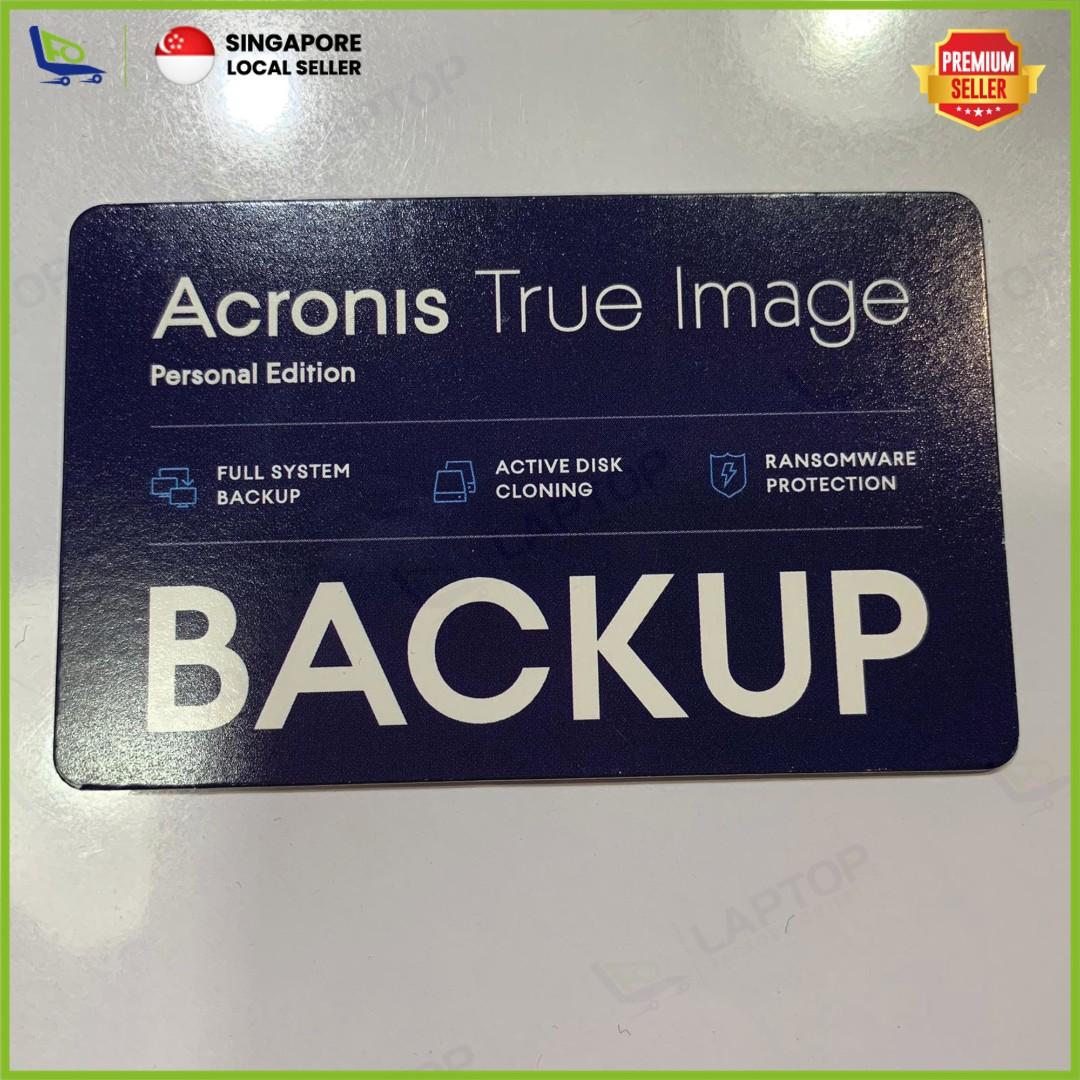 SINGAPORE
LOCAL SELLER
PREMIUM
SELLER
Acronis True Image
Personal Edition
FULL SYSTEM
BACKUP
ACTIVE DISK
CLONING
RANSOMWARE
PROTECTION
BACKUP
LAPTOP